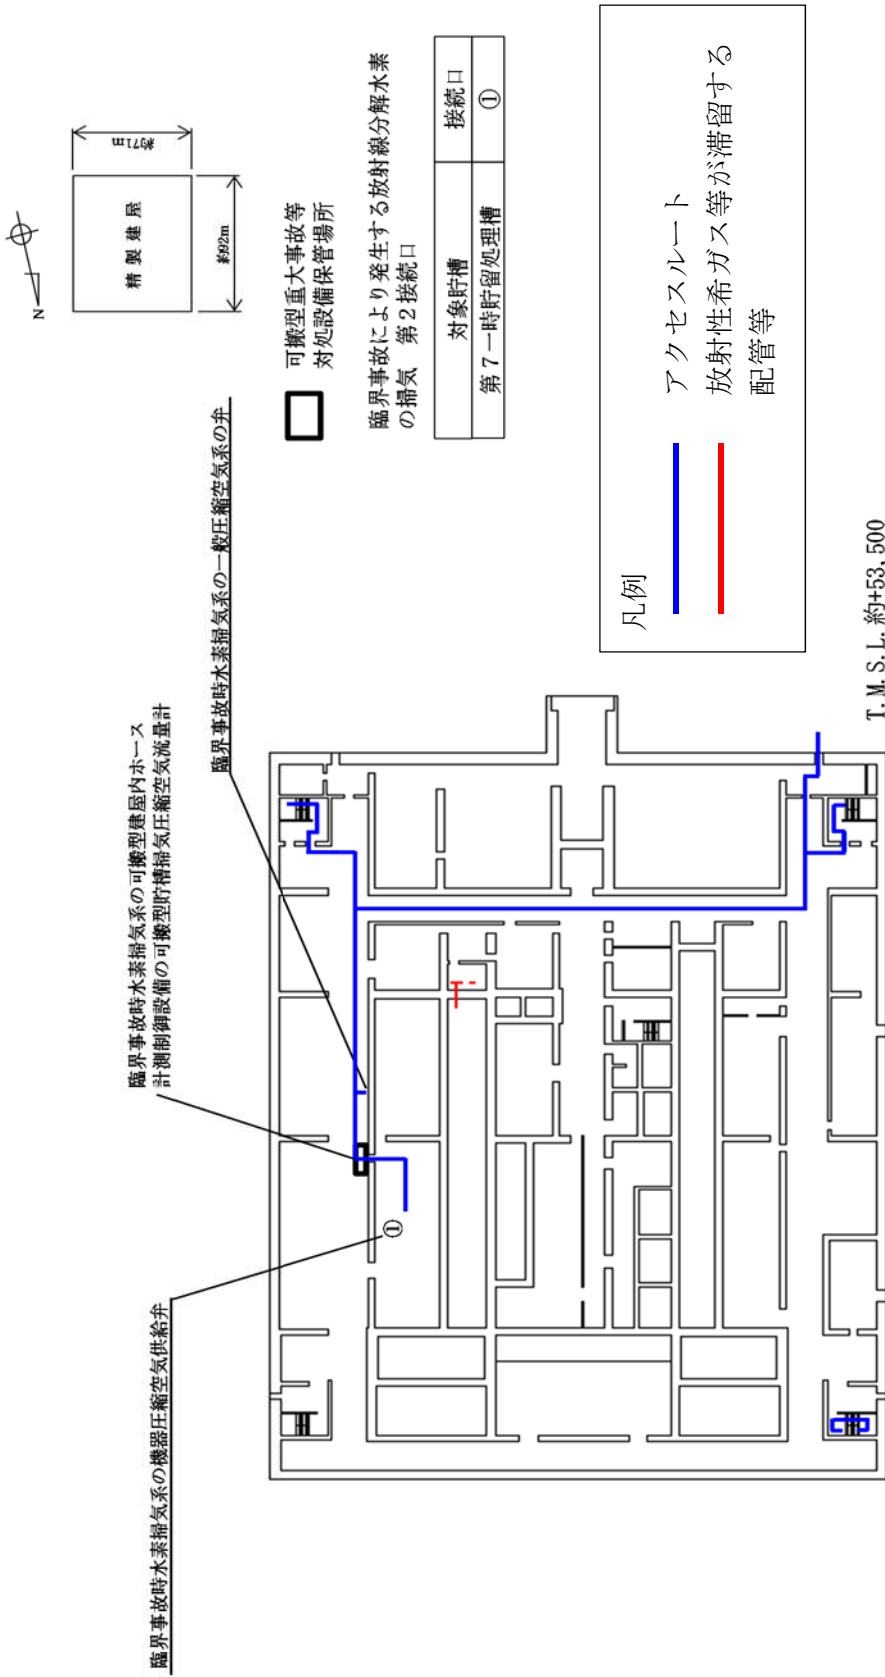 N
精製建屋
約71m
約92m
可搬型重大事故等
対処設備保管場所
臨界事故により発生する放射線分解水素
の掃気 第2接続口
対象貯槽 接続口
第7一時貯留処理槽 ①
臨界事故時水素掃気系の機器圧縮空気供給弁
臨界事故時水素掃気系の可搬型建屋内ホース
計測制御設備の可搬型貯槽掃気圧縮空気流量計
臨界事故時水素掃気系の一般圧縮空気系の弁
①
凡例
アクセスルート
放射性希ガス等が滞留する
配管等
T.M.S.L.約+53,500